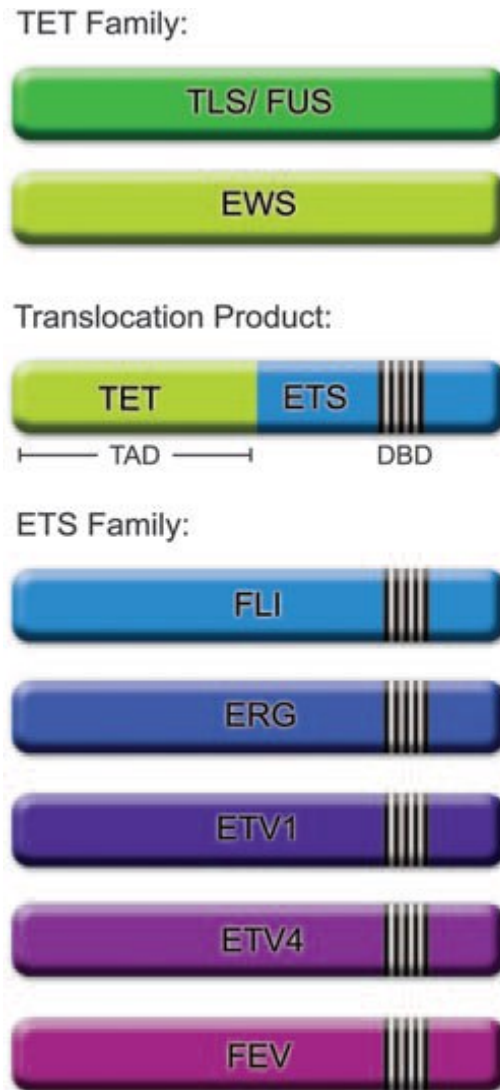 TET Family:
TLS/ FUS
EWS
Translocation Product:
TET ETS
TAD DBD
ETS Family:
FLI
ERG
ETV1
ETV4
FEV